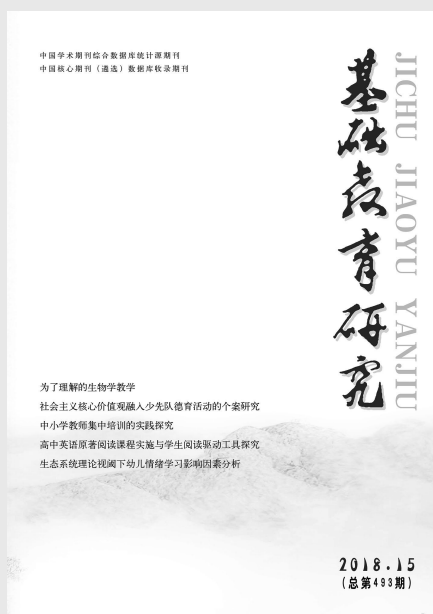 中国学术期刊综合数据库统计源期刊
中国核心期刊（遴选）数据库收录期刊
基础教育研究
JICHU JIAOYU YANJIU
为了理解的生物学教学
社会主义核心价值观融入少先队德育活动的个案研究
中小学教师集中培训的实践探究
高中英语原著阅读课程实施与学生阅读驱动工具探究
生态系统理论视阈下幼儿情绪学习影响因素分析
2018.15
（总第493期）